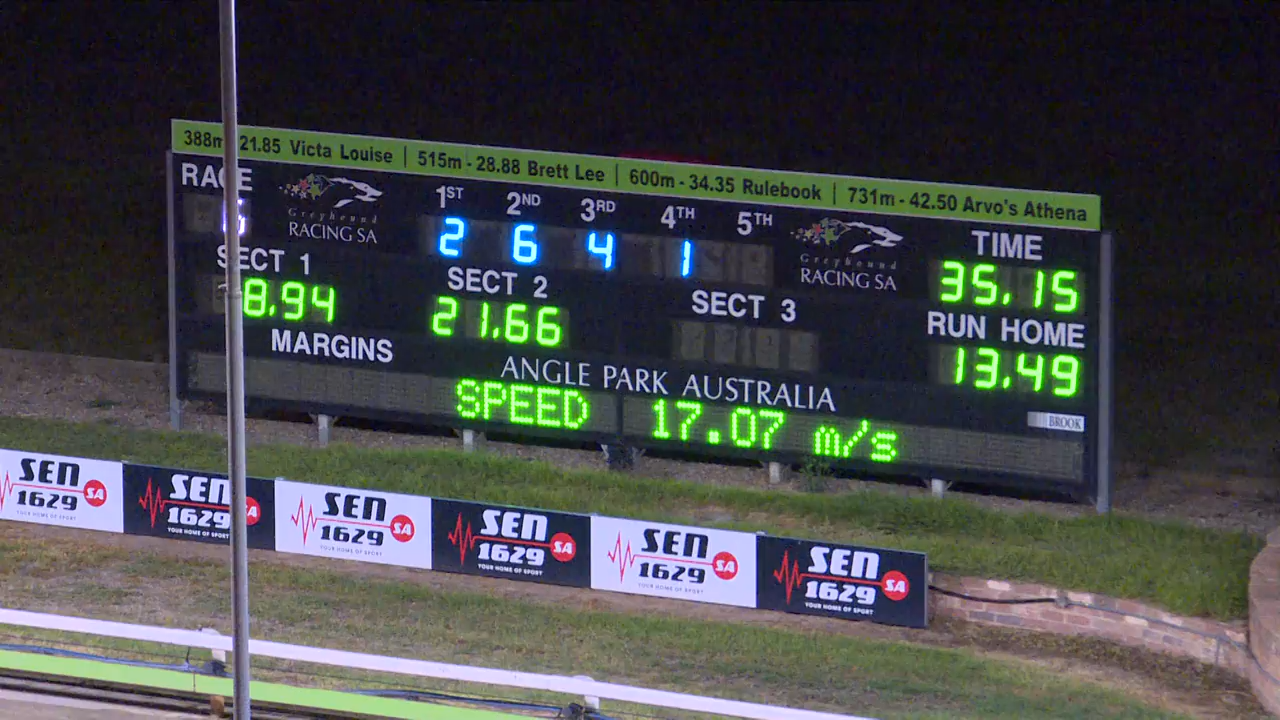 388m - 21.85 Victa Louise | 515m - 28.88 Brett Lee | 600m - 34.35 Rulebook | 731m - 42.50 Arvo's Athena
RACE
Greyhound
RACING SA
1ST 2ND 3RD 4TH 5TH
2 6 4 1
Greyhound
RACING SA
TIME
35.15
SECT 1
8.94
SECT 2
21.66
SECT 3
RUN HOME
13.49
MARGINS
ANGLE PARK AUSTRALIA
SPEED 17.07 m/s
BROOK
SEN
1629 SA
YOUR HOME OF SPORT
SEN
1629 SA
YOUR HOME OF SPORT
SEN
1629 SA
YOUR HOME OF SPORT
SEN
1629 SA
YOUR HOME OF SPORT
SEN
1629 SA
YOUR HOME OF SPORT
SEN
1629 SA
YOUR HOME OF SPORT